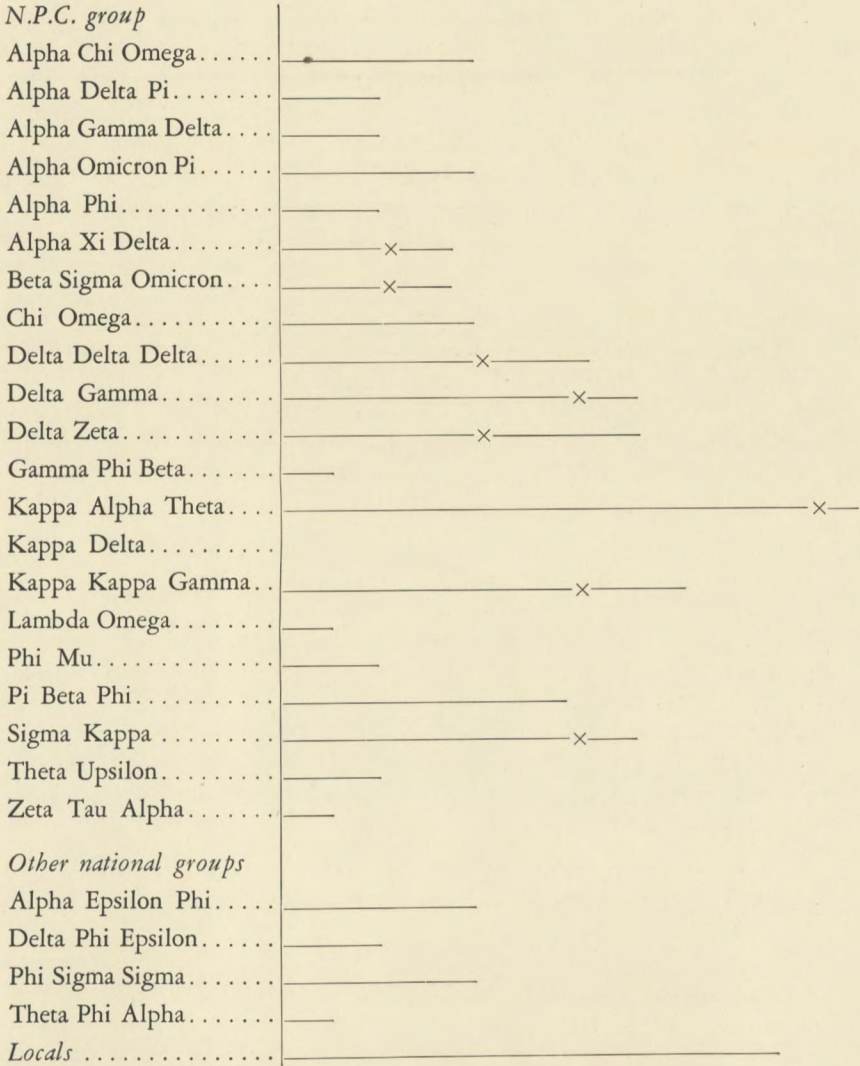 N.P.C. group
Alpha Chi Omega......
Alpha Delta Pi........
Alpha Gamma Delta....
Alpha Omicron Pi......
Alpha Phi............
Alpha Xi Delta........ ×
Beta Sigma Omicron.... ×
Chi Omega...........
Delta Delta Delta...... ×
Delta Gamma......... ×
Delta Zeta............ ×
Gamma Phi Beta.......
Kappa Alpha Theta.... ×
Kappa Delta..........
Kappa Kappa Gamma.. ×
Lambda Omega........
Phi Mu..............
Pi Beta Phi...........
Sigma Kappa ......... ×
Theta Upsilon.........
Zeta Tau Alpha.......
Other national groups
Alpha Epsilon Phi.....
Delta Phi Epsilon......
Phi Sigma Sigma.......
Theta Phi Alpha.......
Locals ...............